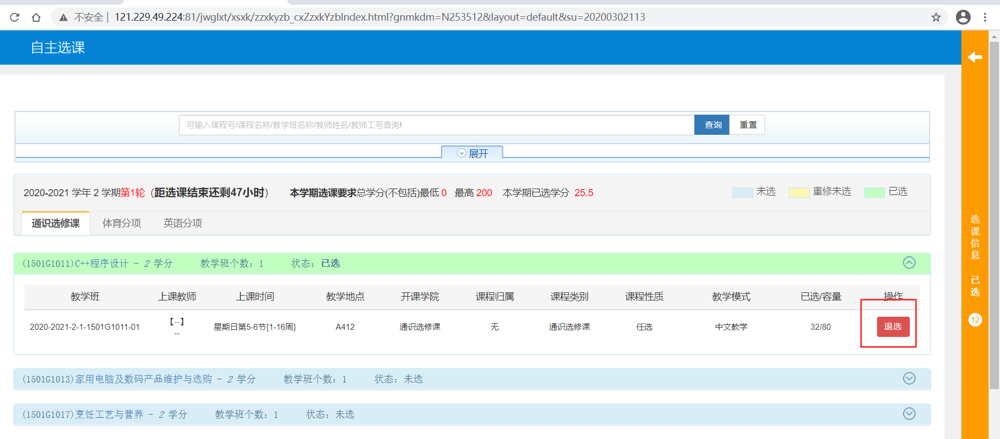 不安全 | 121.229.49.224:81/jwglxt/xsxk/zzxkyzb_cxZzxkYzbIndex.html?gnmkdm=N253512&layout=default&su=20200302113
自主选课
可输入课程号/课程名称/教学班名称/教师姓名/教师工号查询! 查询 重置
展开
2020-2021 学年 2 学期第1轮（距选课结束还剩47小时） 本学期选课要求总学分(不包括)最低 0 最高 200 本学期已选学分 25.5 未选 重修未选 已选
通识选修课 体育分项 英语分项
(1501G1011)C++程序设计 - 2 学分 教学班个数：1 状态：已选
教学班 上课教师 上课时间 教学地点 开课学院 课程归属 课程类别 课程性质 教学模式 已选/容量 操作
2020-2021-2-1-1501G1011-01 【--】 -- 星期日第5-6节{1-16周} A412 通识选修课 无 通识选修课 任选 中文教学 32/80 退选
(1501G1013)家用电脑及数码产品维护与选购 - 2 学分 教学班个数：1 状态：未选
(1501G1017)烹饪工艺与营养 - 2 学分 教学班个数：1 状态：未选
选课信息
已选
12